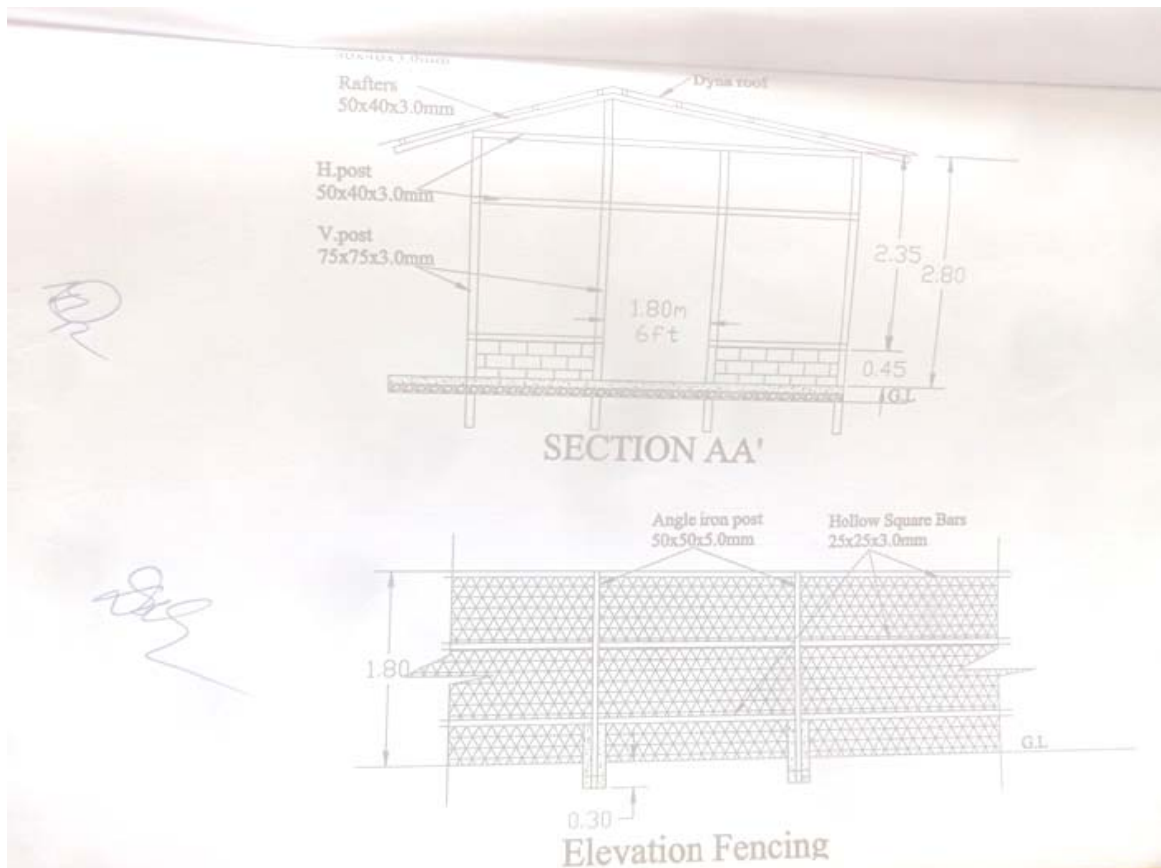 40x40x3.0mm
Rafters
50x40x3.0mm
Dyna roof
H.post
50x40x3.0mm
V.post
75x75x3.0mm
1.80m
6ft
2.35
2.80
0.45
G.L
SECTION AA'
Angle iron post
50x50x5.0mm
Hollow Square Bars
25x25x3.0mm
1.80
G.L
0.30
Elevation Fencing